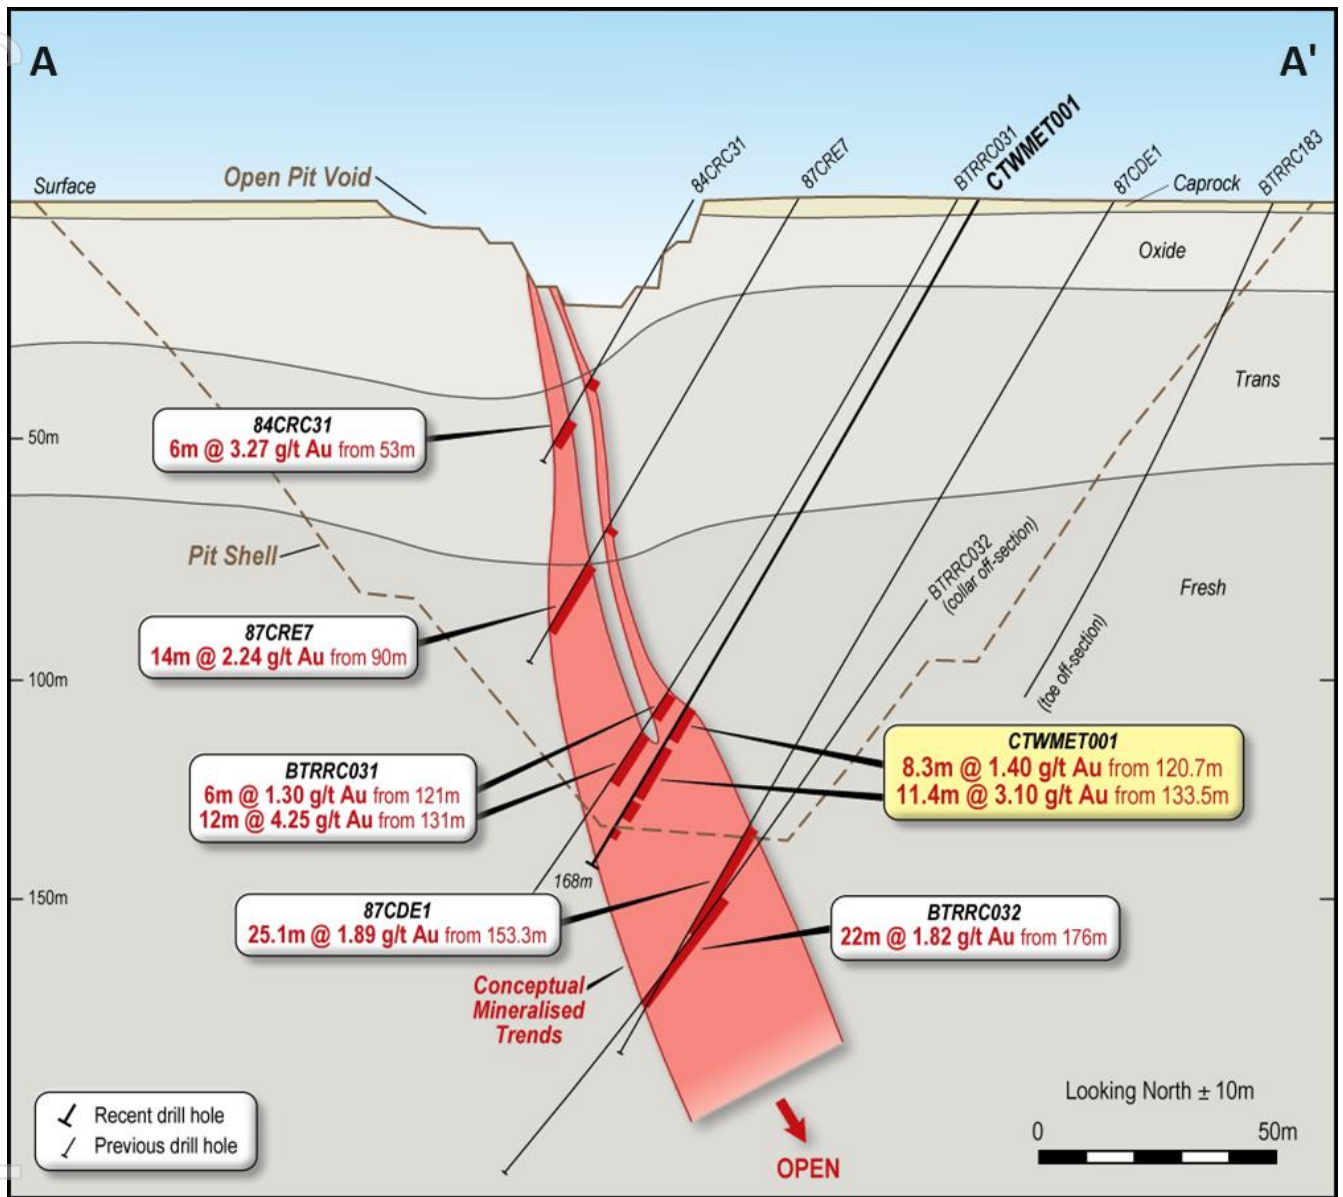 A
A'
84CRC31
87CRE7
BTRRC031
CTWMET001
87CDE1
BTRRC183
Surface
Open Pit Void
Caprock
Oxide
Trans
84CRC31
6m @ 3.27 g/t Au from 53m
50m
Pit Shell
BTRRC032
(collar off-section)
Fresh
87CRE7
14m @ 2.24 g/t Au from 90m
100m
(toe off-section)
CTWMET001
8.3m @ 1.40 g/t Au from 120.7m
11.4m @ 3.10 g/t Au from 133.5m
BTRRC031
6m @ 1.30 g/t Au from 121m
12m @ 4.25 g/t Au from 131m
168m
150m
87CDE1
25.1m @ 1.89 g/t Au from 153.3m
BTRRC032
22m @ 1.82 g/t Au from 176m
Conceptual
Mineralised
Trends
Recent drill hole
Previous drill hole
Looking North ± 10m
0
50m
OPEN